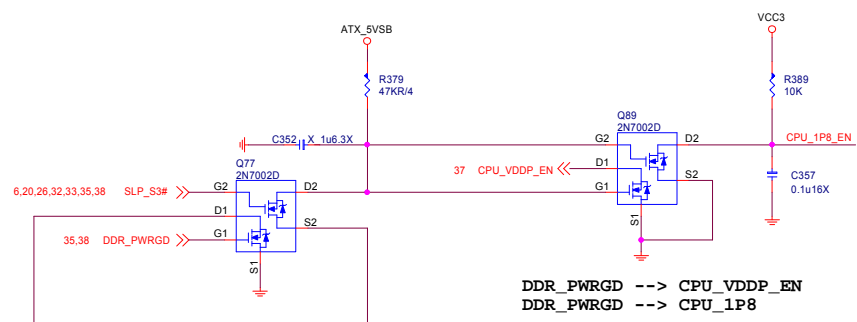 ATX_5VSB
VCC3
R379
47KR/4
R389
10K
C352
X_1u6.3X
Q89
2N7002D
G2
D2
CPU_1P8_EN
Q77
2N7002D
37 CPU_VDDP_EN
D1
S2
C357
0.1u16X
6,20,26,32,33,35,38 SLP_S3#
G2
D2
G1
D1
S2
S1
35,38 DDR_PWRGD
G1
S1
DDR_PWRGD --> CPU_VDDP_EN
DDR_PWRGD --> CPU_1P8